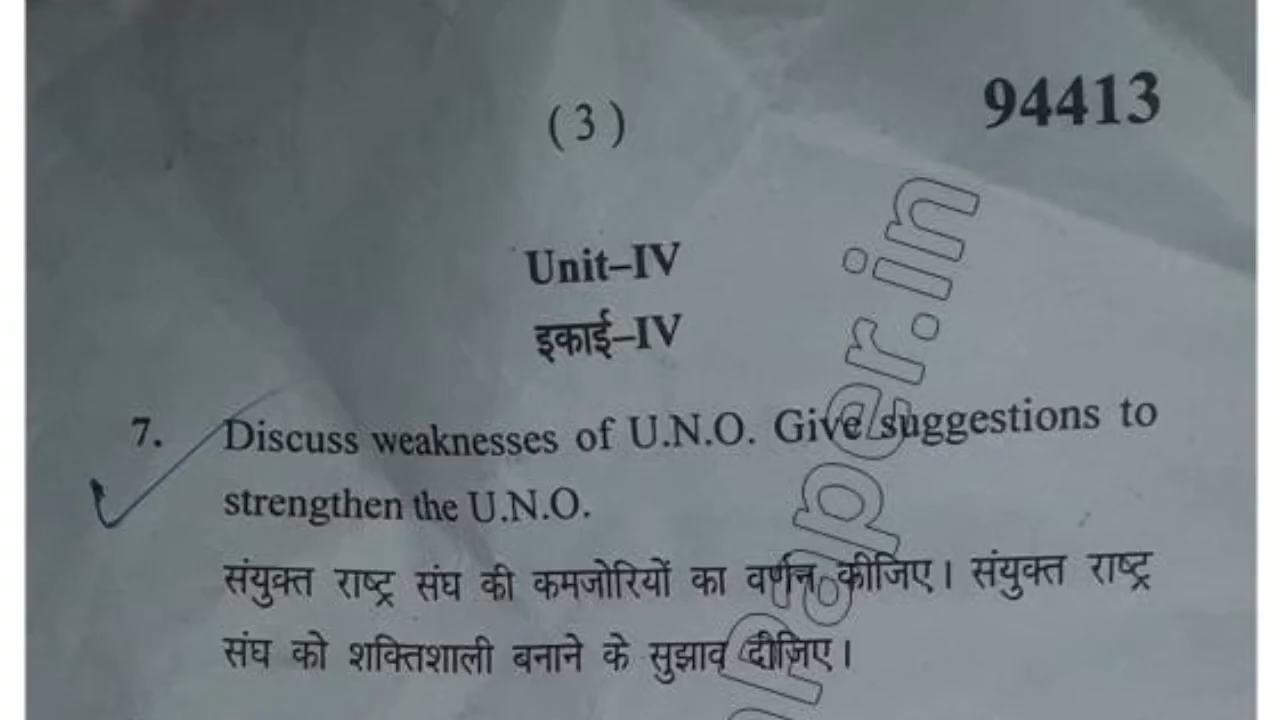 (3)
94413
Unit–IV
इकाई–IV
7. Discuss weaknesses of U.N.O. Give suggestions to
strengthen the U.N.O.
संयुक्त राष्ट्र संघ की कमजोरियों का वर्णन कीजिए। संयुक्त राष्ट्र
संघ को शक्तिशाली बनाने के सुझाव दीजिए।